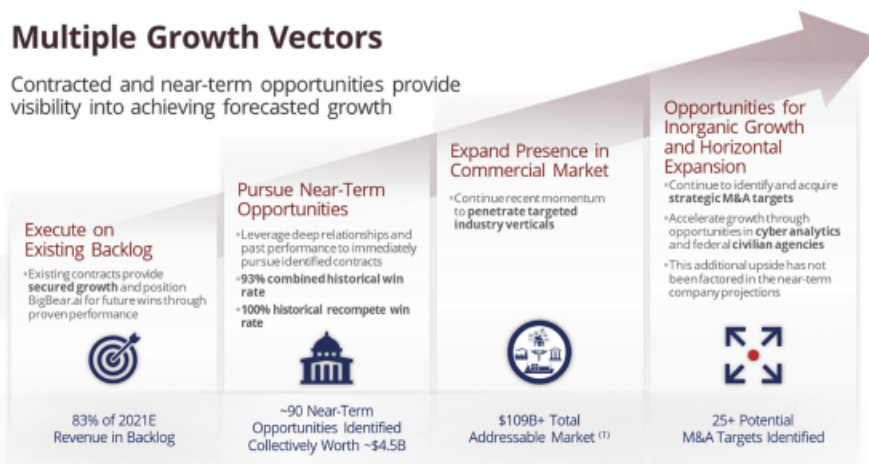 Multiple Growth Vectors
Contracted and near-term opportunities provide
visibility into achieving forecasted growth
Execute on
Existing Backlog
•Existing contracts provide
secured growth and position
BigBear.ai for future wins through
proven performance
83% of 2021E
Revenue in Backlog
Pursue Near-Term
Opportunities
•Leverage deep relationships and
past performance to immediately
pursue identified contracts
•93% combined historical win
rate
•100% historical recompete win
rate
~90 Near-Term
Opportunities Identified
Collectively Worth ~$4.5B
Expand Presence in
Commercial Market
•Continue recent momentum
to penetrate targeted
industry verticals
$109B+ Total
Addressable Market (1)
Opportunities for
Inorganic Growth
and Horizontal
Expansion
•Continue to identify and acquire
strategic M&A targets
•Accelerate growth through
opportunities in cyber analytics
and federal civilian agencies
•This additional upside has not
been factored in the near-term
company projections
25+ Potential
M&A Targets Identified